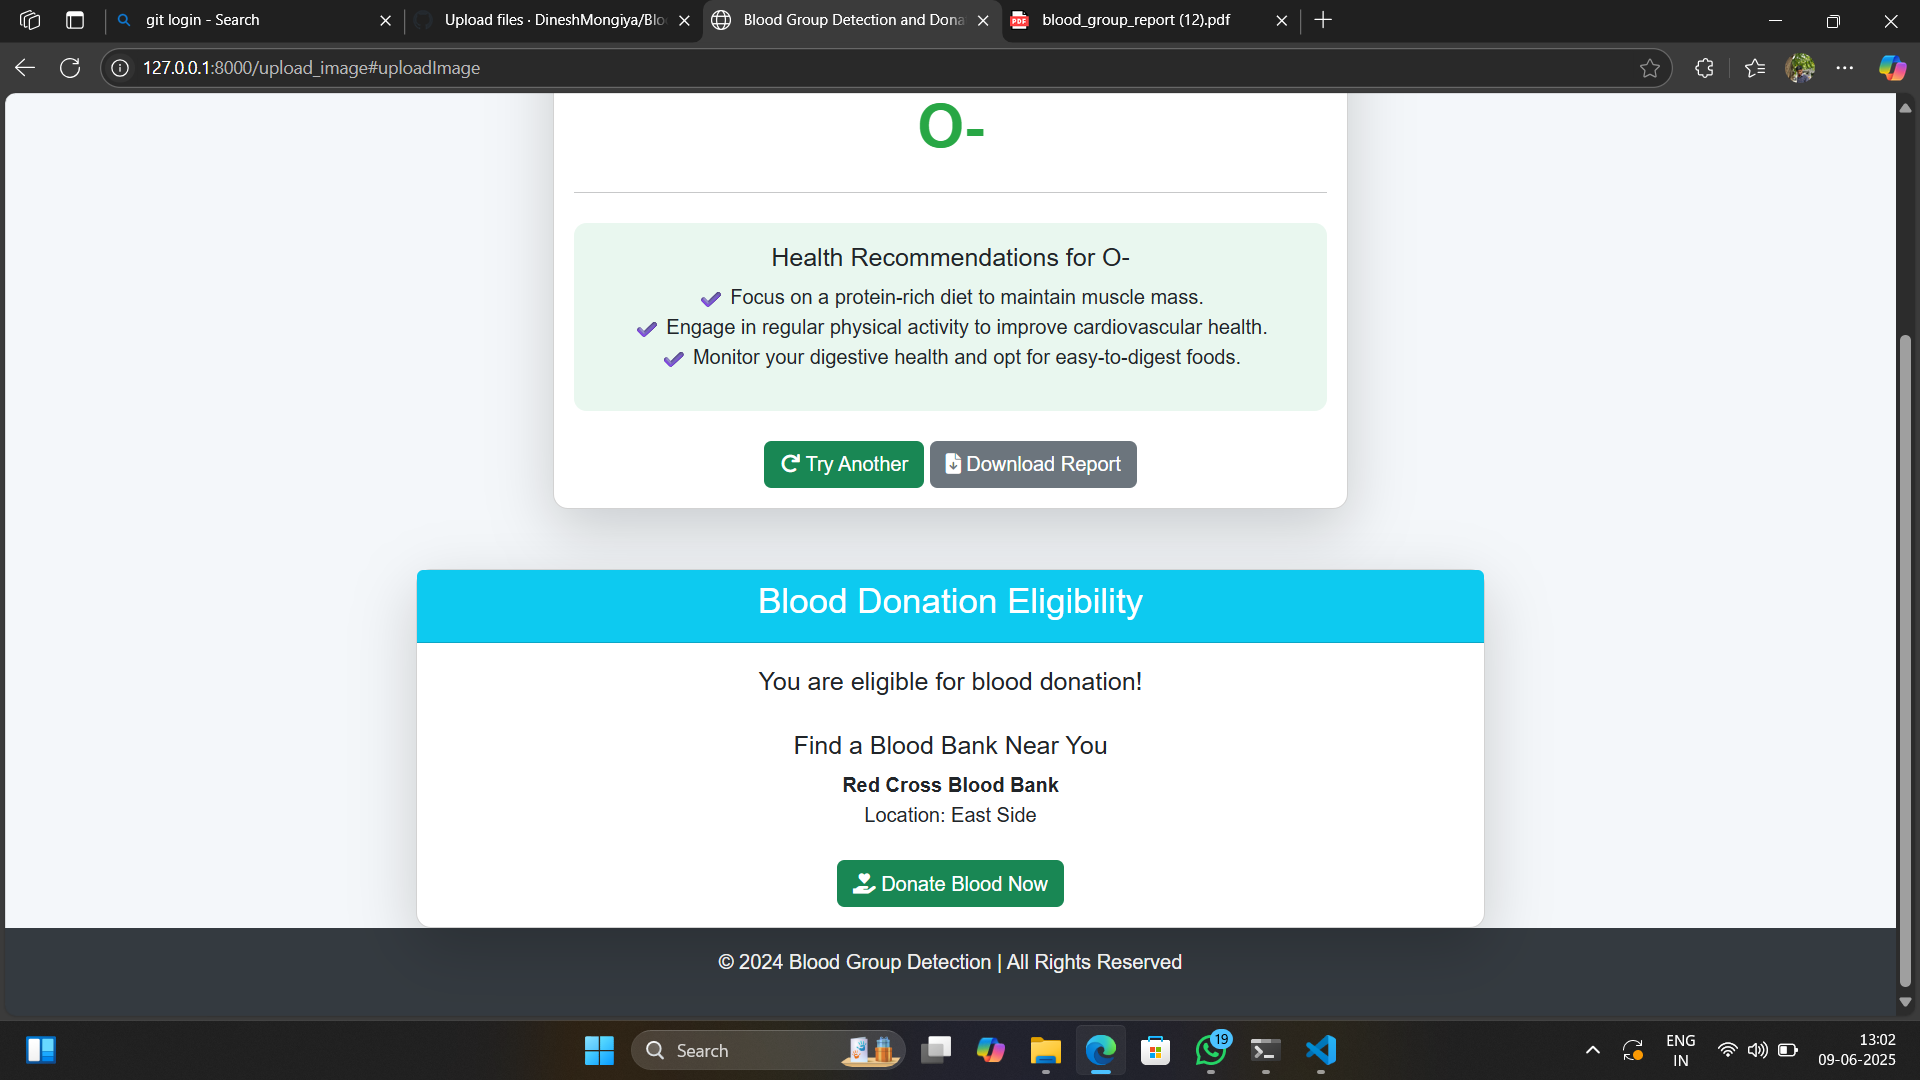 git login - Search
Upload files · DineshMongiya/Blo
Blood Group Detection and Dona
PDF
blood_group_report (12).pdf
127.0.0.1:8000/upload_image#uploadImage
O-
Health Recommendations for O-
Focus on a protein-rich diet to maintain muscle mass.
Engage in regular physical activity to improve cardiovascular health.
Monitor your digestive health and opt for easy-to-digest foods.
Try Another
Download Report
Blood Donation Eligibility
You are eligible for blood donation!
Find a Blood Bank Near You
Red Cross Blood Bank
Location: East Side
Donate Blood Now
© 2024 Blood Group Detection | All Rights Reserved
Search
19
ENG
IN
13:02
09-06-2025